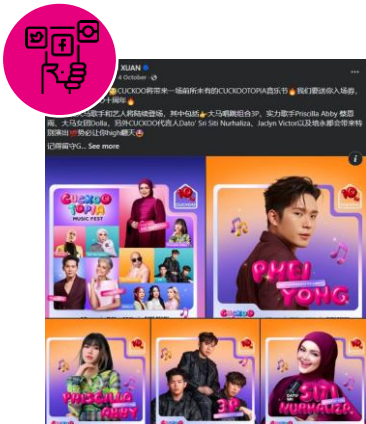 XUAN
4 October
CUCKOO将带来一场前所未有的CUCKOOTOPIA音乐节🔥我们要送你入场券,
十周年🔥
大马歌手和艺人将陆续登场, 其中包括👉大马唱跳组合3P, 实力歌手Priscilla Abby 蔡恩
雨, 大马女团Dolla, 另外CUCKOO代言人Dato' Sri Siti Nurhaliza, Jaclyn Victor以及培永都会带来特
别演出💯势必让你high翻天
记得留守G... See more
CUCKOO
TOPIA
MUSIC FEST
PHEI
YONG
PRISCILLA
ABBY
3P
SITI
NURHALIZA